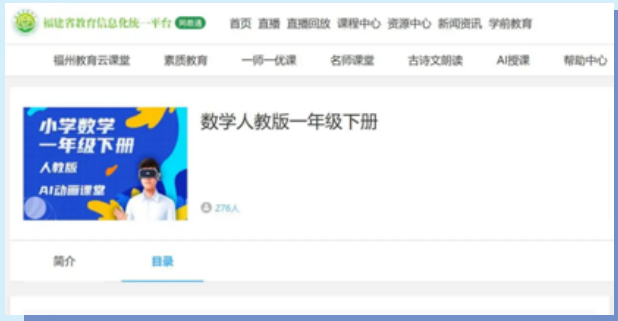 福建省教育信息化统一平台 网教通 首页 直播 直播回放 课程中心 资源中心 新闻资讯 学前教育
福州教育云课堂 素质教育 一师一优课 名师课堂 古诗文朗读 AI授课 帮助中心
小学数学
一年级下册
人教版
AI动画课堂
数学人教版一年级下册
276人
简介 目录